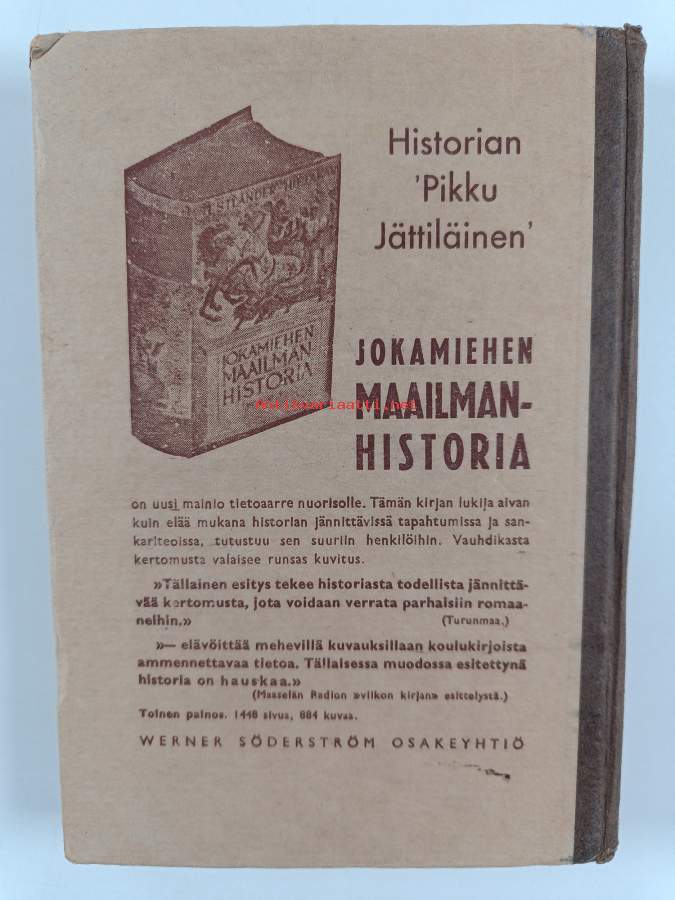 Historian
'Pikku
Jättiläinen'
JOKAMIEHEN
MAAILMAN
HISTORIA
JOKAMIEHEN
MAAILMAN-
HISTORIA
Antikvariaatti.net
on uusi mainio tietoaarre nuorisolle. Tämän kirjan lukija aivan
kuin elää mukana historian jännittävissä tapahtumissa ja san-
kariteoissa, tutustuu sen suuriin henkilöihin. Vauhdikasta
kertomusta valaisee runsas kuvitus.
»Tällainen esitys tekee historiasta todellista jännittä-
vää kertomusta, jota voidaan verrata parhaisiin romaa-
neihin.»
(Turunmaa.)
»— elävöittää mehevillä kuvauksillaan koulukirjoista
ammennettavaa tietoa. Tällaisessa muodossa esitettynä
historia on hauskaa.»
(Maaselän Radion »viikon kirjan» esittelystä.)
Toinen painos. 1448 sivua, 684 kuvaa.
WERNER SÖDERSTRÖM OSAKEYHTIÖ